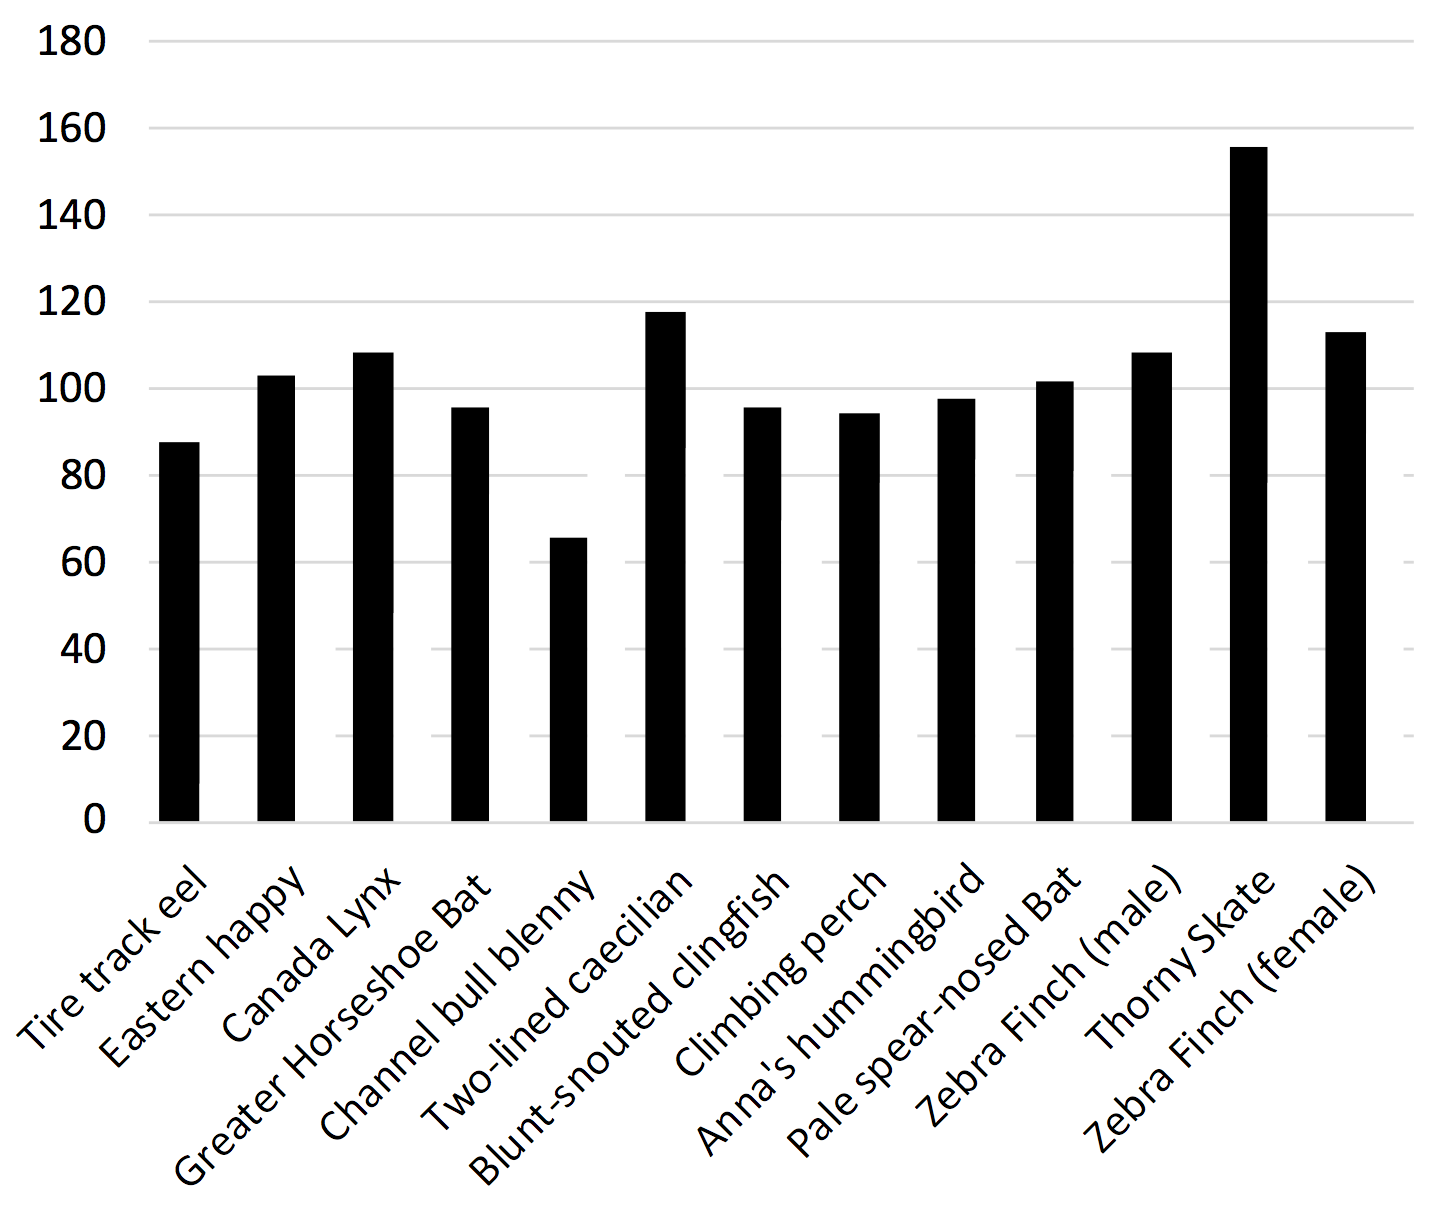 180
160
140
120
100
80
60
40
20
0
Tire track eel
Eastern happy
Canada Lynx
Greater Horseshoe Bat
Channel bull blenny
Two-lined caecilian
Blunt-snouted clingfish
Climbing perch
Anna's hummingbird
Pale spear-nosed Bat
Zebra Finch (male)
Thorny Skate
Zebra Finch (female)